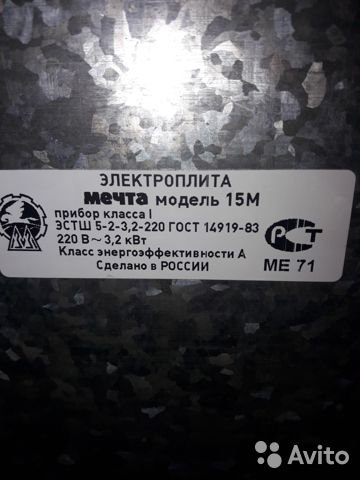 ЭЛЕКТРОПЛИТА
мечта модель 15М
прибор класса I
ЭСТШ 5-2-3,2-220 ГОСТ 14919-83
220 В ~ 3,2 кВт
Класс энергоэффективности А
Сделано в РОССИИ
РСТ
МЕ 71
Avito